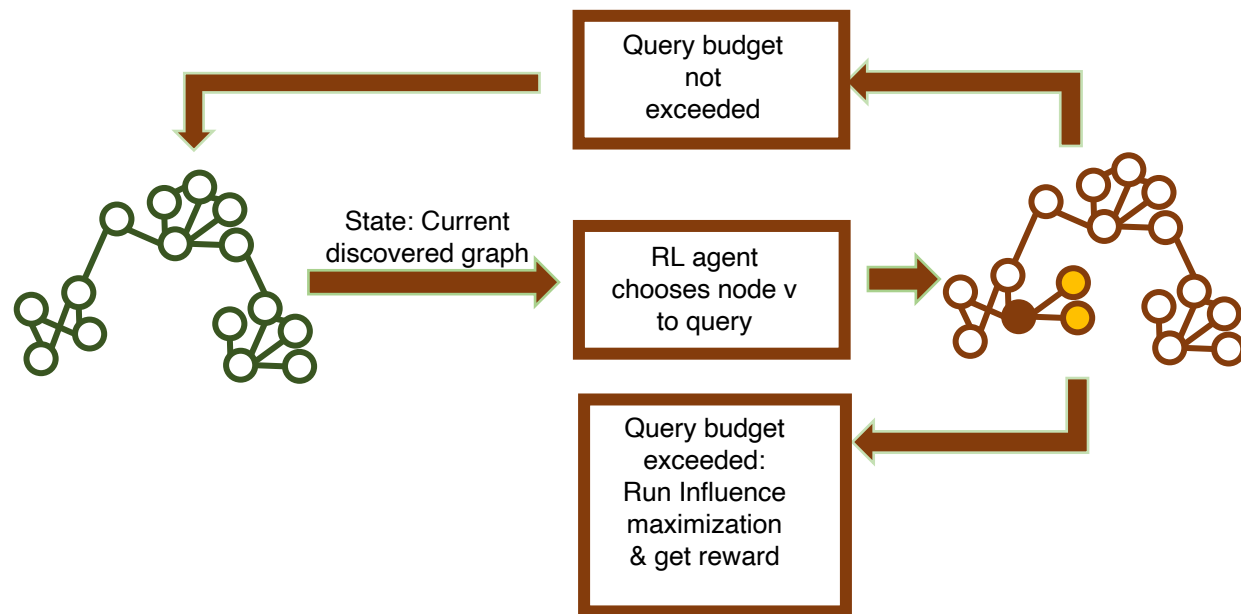 Query budget
not
exceeded
State: Current
discovered graph
RL agent
chooses node v
to query
Query budget
exceeded:
Run Influence
maximization
& get reward